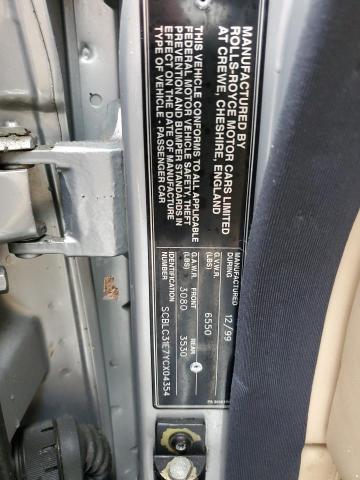 MANUFACTURED BY
ROLLS-ROYCE MOTOR CARS LIMITED
AT CREWE, CHESHIRE, ENGLAND
THIS VEHICLE CONFORMS TO ALL APPLICABLE
FEDERAL MOTOR VEHICLE SAFETY, THEFT
PREVENTION AND BUMPER STANDARDS IN
EFFECT ON THE DATE OF MANUFACTURE
TYPE OF VEHICLE - PASSENGER CAR
MANUFACTURED DURING 12/99
G.V.W.R. (LBS) 6550
G.A.W.R. (LBS) FRONT 3080 REAR 3530
IDENTIFICATION NUMBER SCBLC31E7YCX04354